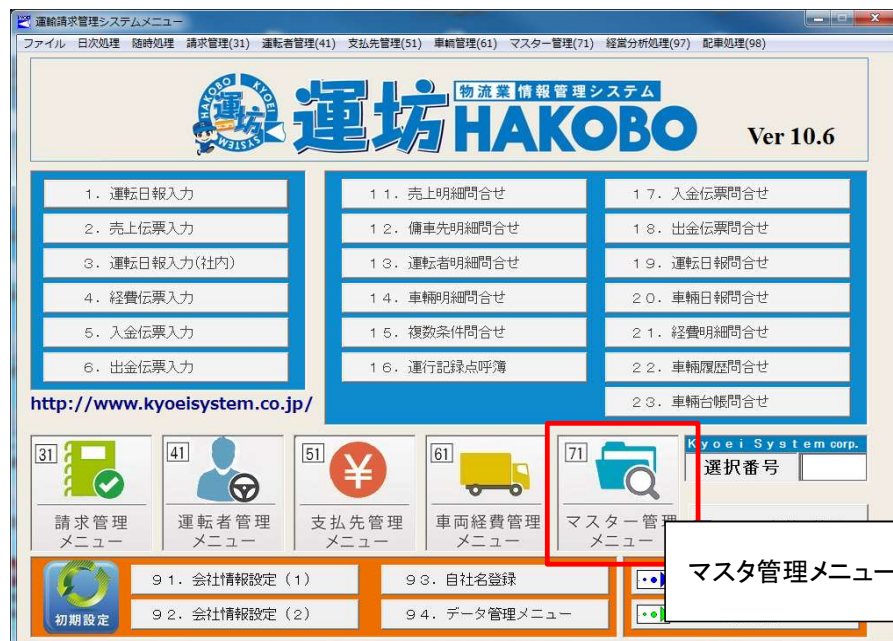 運輸請求管理システムメニュー
ファイル 日次処理 随時処理 請求管理(31) 運転者管理(41) 支払先管理(51) 車輌管理(61) マスター管理(71) 経営分析処理(97) 配車処理(98)
HAKOBO KYOEI
運坊
SYSTEM
運坊 物流業 情報管理システム
HAKOBO
Ver 10.6
1. 運転日報入力
2. 売上伝票入力
3. 運転日報入力(社内)
4. 経費伝票入力
5. 入金伝票入力
6. 出金伝票入力
11. 売上明細問合せ
12. 傭車先明細問合せ
13. 運転者明細問合せ
14. 車輌明細問合せ
15. 複数条件問合せ
16. 運行記録点呼簿
17. 入金伝票問合せ
18. 出金伝票問合せ
19. 運転日報問合せ
20. 車輌日報問合せ
21. 経費明細問合せ
22. 車輌履歴問合せ
23. 車輌台帳問合せ
http://www.kyoeisystem.co.jp/
31
請求管理
メニュー
41
運転者管理
メニュー
51
¥
支払先管理
メニュー
61
車両経費管理
メニュー
71
マスター管理
メニュー
Kyoei System corp.
選択番号
マスタ管理メニュー
初期設定
91. 会社情報設定(1)
92. 会社情報設定(2)
93. 自社名登録
94. データ管理メニュー